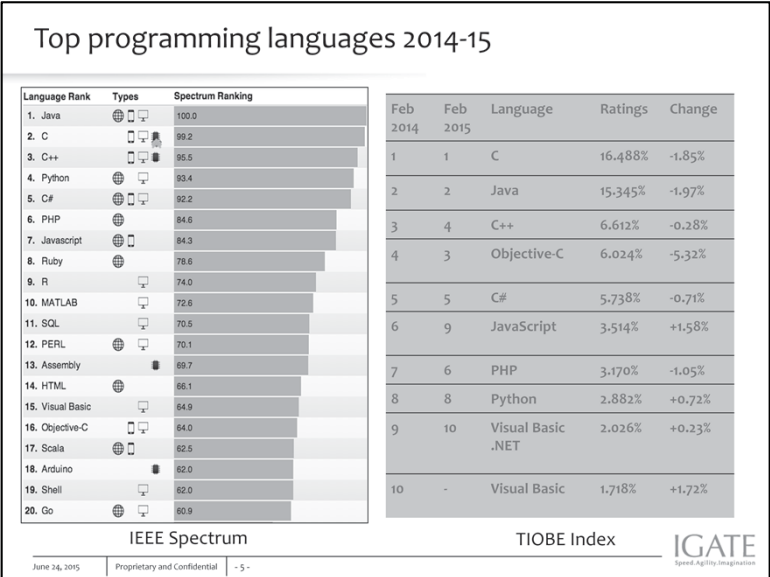 Top programming languages 2014-15
Language Rank Types Spectrum Ranking
1. Java 100.0
2. C 99.2
3. C++ 95.5
4. Python 93.4
5. C# 92.2
6. PHP 84.6
7. Javascript 84.3
8. Ruby 78.6
9. R 74.0
10. MATLAB 72.6
11. SQL 70.5
12. PERL 70.1
13. Assembly 69.7
14. HTML 66.1
15. Visual Basic 64.9
16. Objective-C 64.0
17. Scala 62.5
18. Arduino 62.0
19. Shell 62.0
20. Go 60.9
IEEE Spectrum
Feb Feb Language Ratings Change
2014 2015
1 1 C 16.488% -1.85%
2 2 Java 15.345% -1.97%
3 4 C++ 6.612% -0.28%
4 3 Objective-C 6.024% -5.32%
5 5 C# 5.738% -0.71%
6 9 JavaScript 3.514% +1.58%
7 6 PHP 3.170% -1.05%
8 8 Python 2.882% +0.72%
9 10 Visual Basic 2.026% +0.23%
.NET
10 - Visual Basic 1.718% +1.72%
TIOBE Index
June 24, 2015 Proprietary and Confidential - 5 -
IGATE
Speed.Agility.Imagination